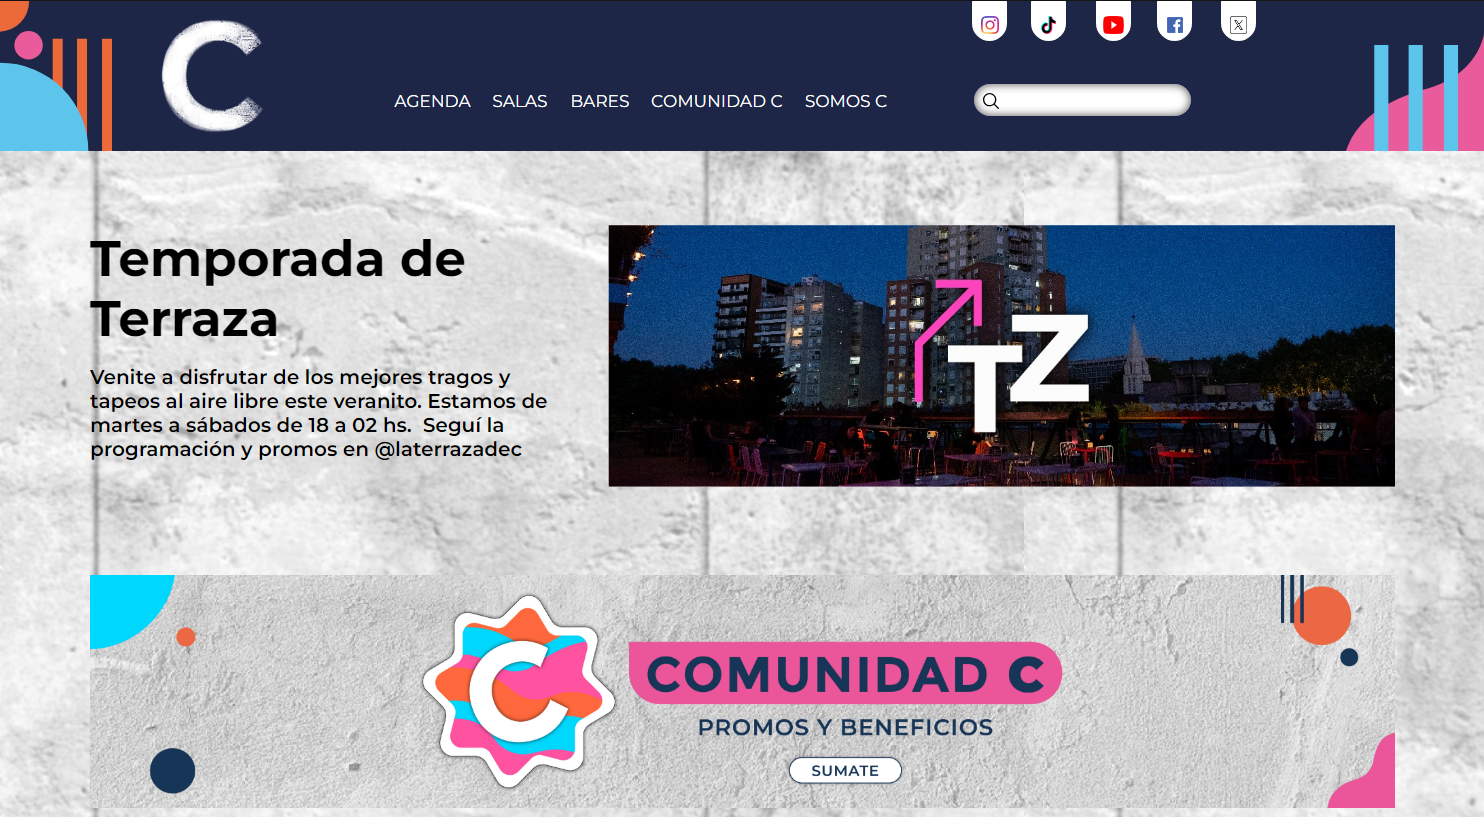 C
AGENDA SALAS BARES COMUNIDAD C SOMOS C
Temporada de
Terraza
Venite a disfrutar de los mejores tragos y
tapeos al aire libre este veranito. Estamos de
martes a sábados de 18 a 02 hs.  Seguí la
programación y promos en @laterrazadec
TZ
C
COMUNIDAD C
PROMOS Y BENEFICIOS
SUMATE